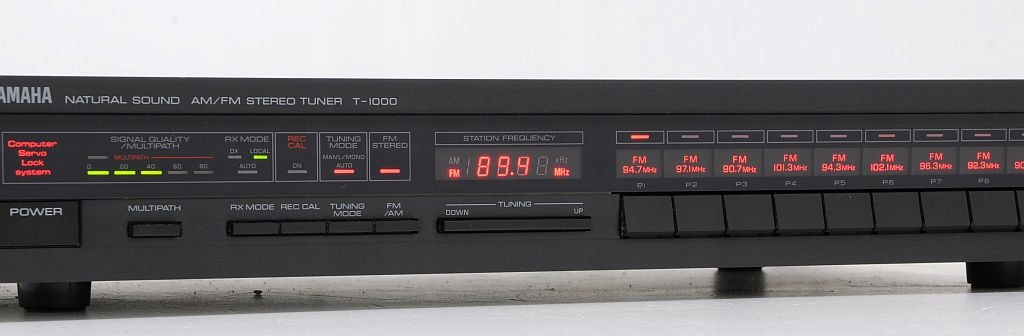 YAMAHA NATURAL SOUND AM/FM STEREO TUNER T-1000
Computer Servo Lock system
SIGNAL QUALITY /MULTIPATH
MULTIPATH
0 20 40 60 80
RX MODE
DX LOCAL
AUTO
REC CAL
ON
TUNING MODE
MAN'L/MONO
AUTO
FM STEREO
STATION FREQUENCY
AM kHz
FM 89.4 MHz
FM 94.7MHz
FM 97.1MHz
FM 90.7MHz
FM 101.3MHz
FM 94.3MHz
FM 102.1MHz
FM 96.3MHz
FM 92.3MHz
P1 P2 P3 P4 P5 P6 P7 P8
POWER
MULTIPATH
RX MODE
REC CAL
TUNING MODE
FM /AM
TUNING
DOWN UP